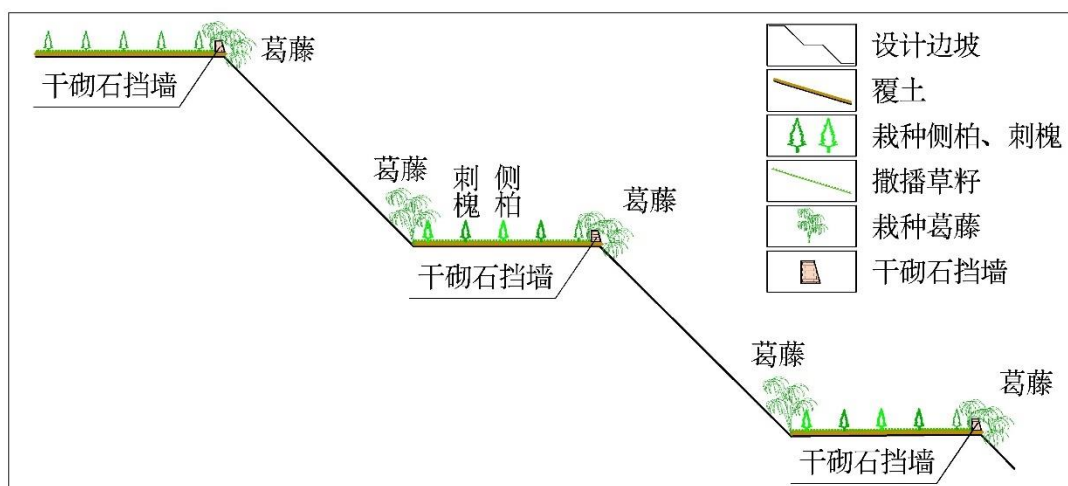 葛藤
干砌石挡墙
葛藤
刺槐
侧柏
葛藤
干砌石挡墙
葛藤
葛藤
干砌石挡墙
设计边坡
覆土
栽种侧柏、刺槐
撒播草籽
栽种葛藤
干砌石挡墙